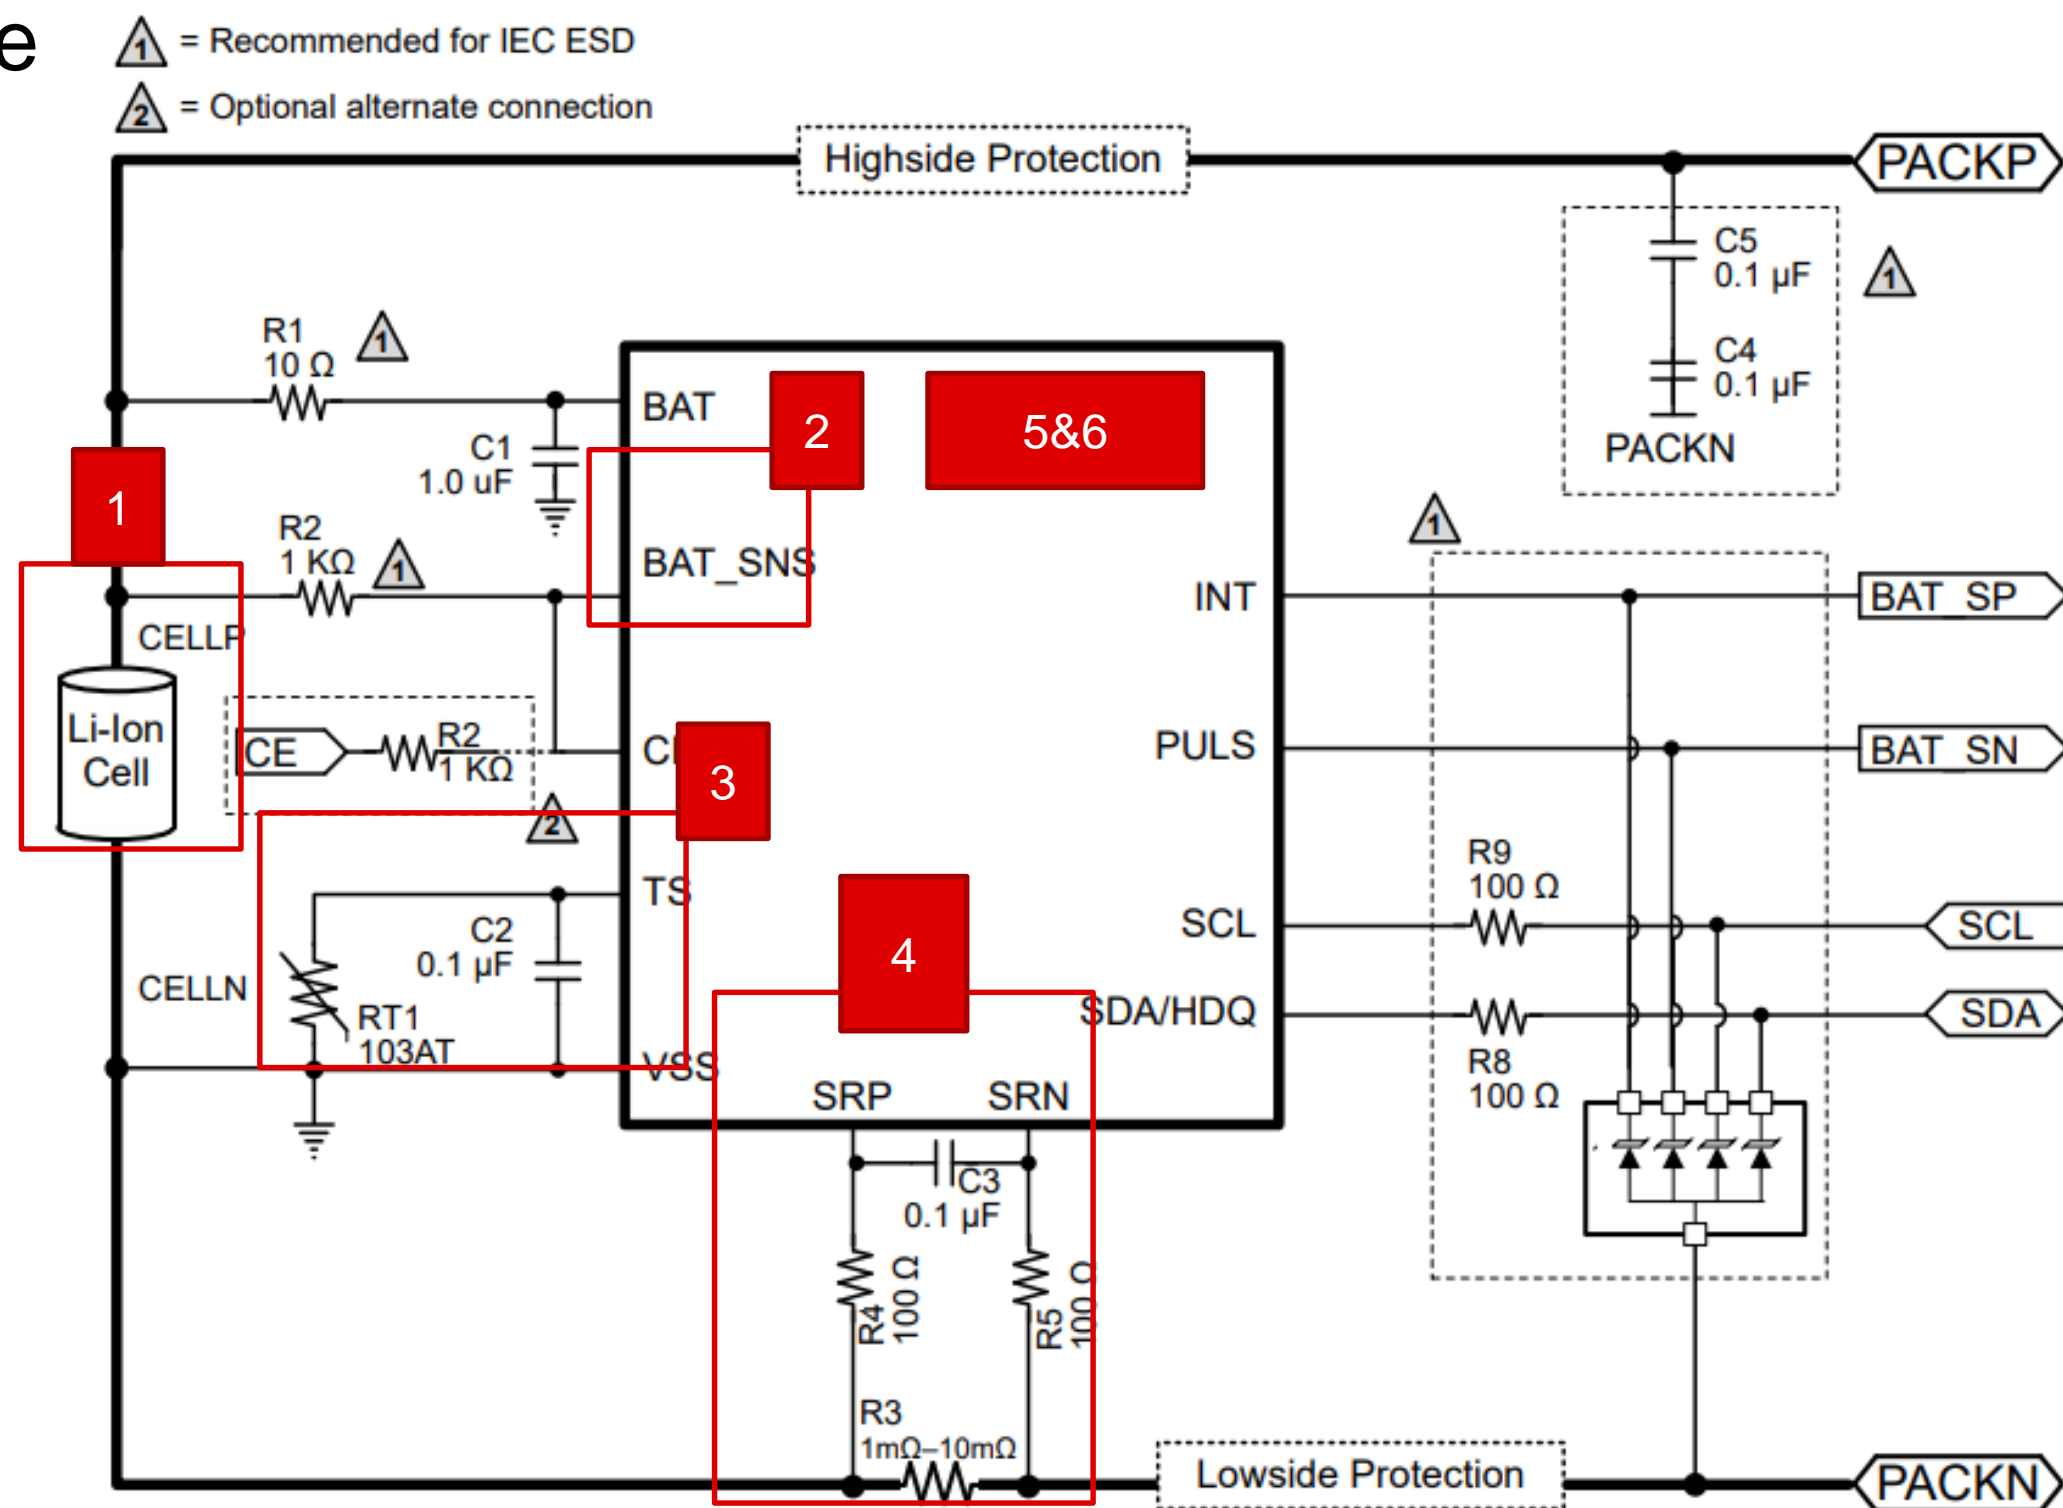 e
1 = Recommended for IEC ESD
2 = Optional alternate connection
Highside Protection
PACKP
C5
0.1 µF
1
C4
0.1 µF
PACKN
R1
10 Ω
1
BAT
2
5&6
C1
1.0 uF
1
R2
1 KΩ
1
BAT_SNS
1
INT
BAT_SP
CELLP
Li-Ion
Cell
CE
R2
1 KΩ
2
3
PULS
BAT_SN
TS
C2
0.1 µF
CELLN
RT1
103AT
VSS
4
R9
100 Ω
SCL
SCL
SDA/HDQ
SDA
R8
100 Ω
SRP
SRN
C3
0.1 µF
R4
100 Ω
R5
100 Ω
R3
1mΩ–10mΩ
Lowside Protection
PACKN